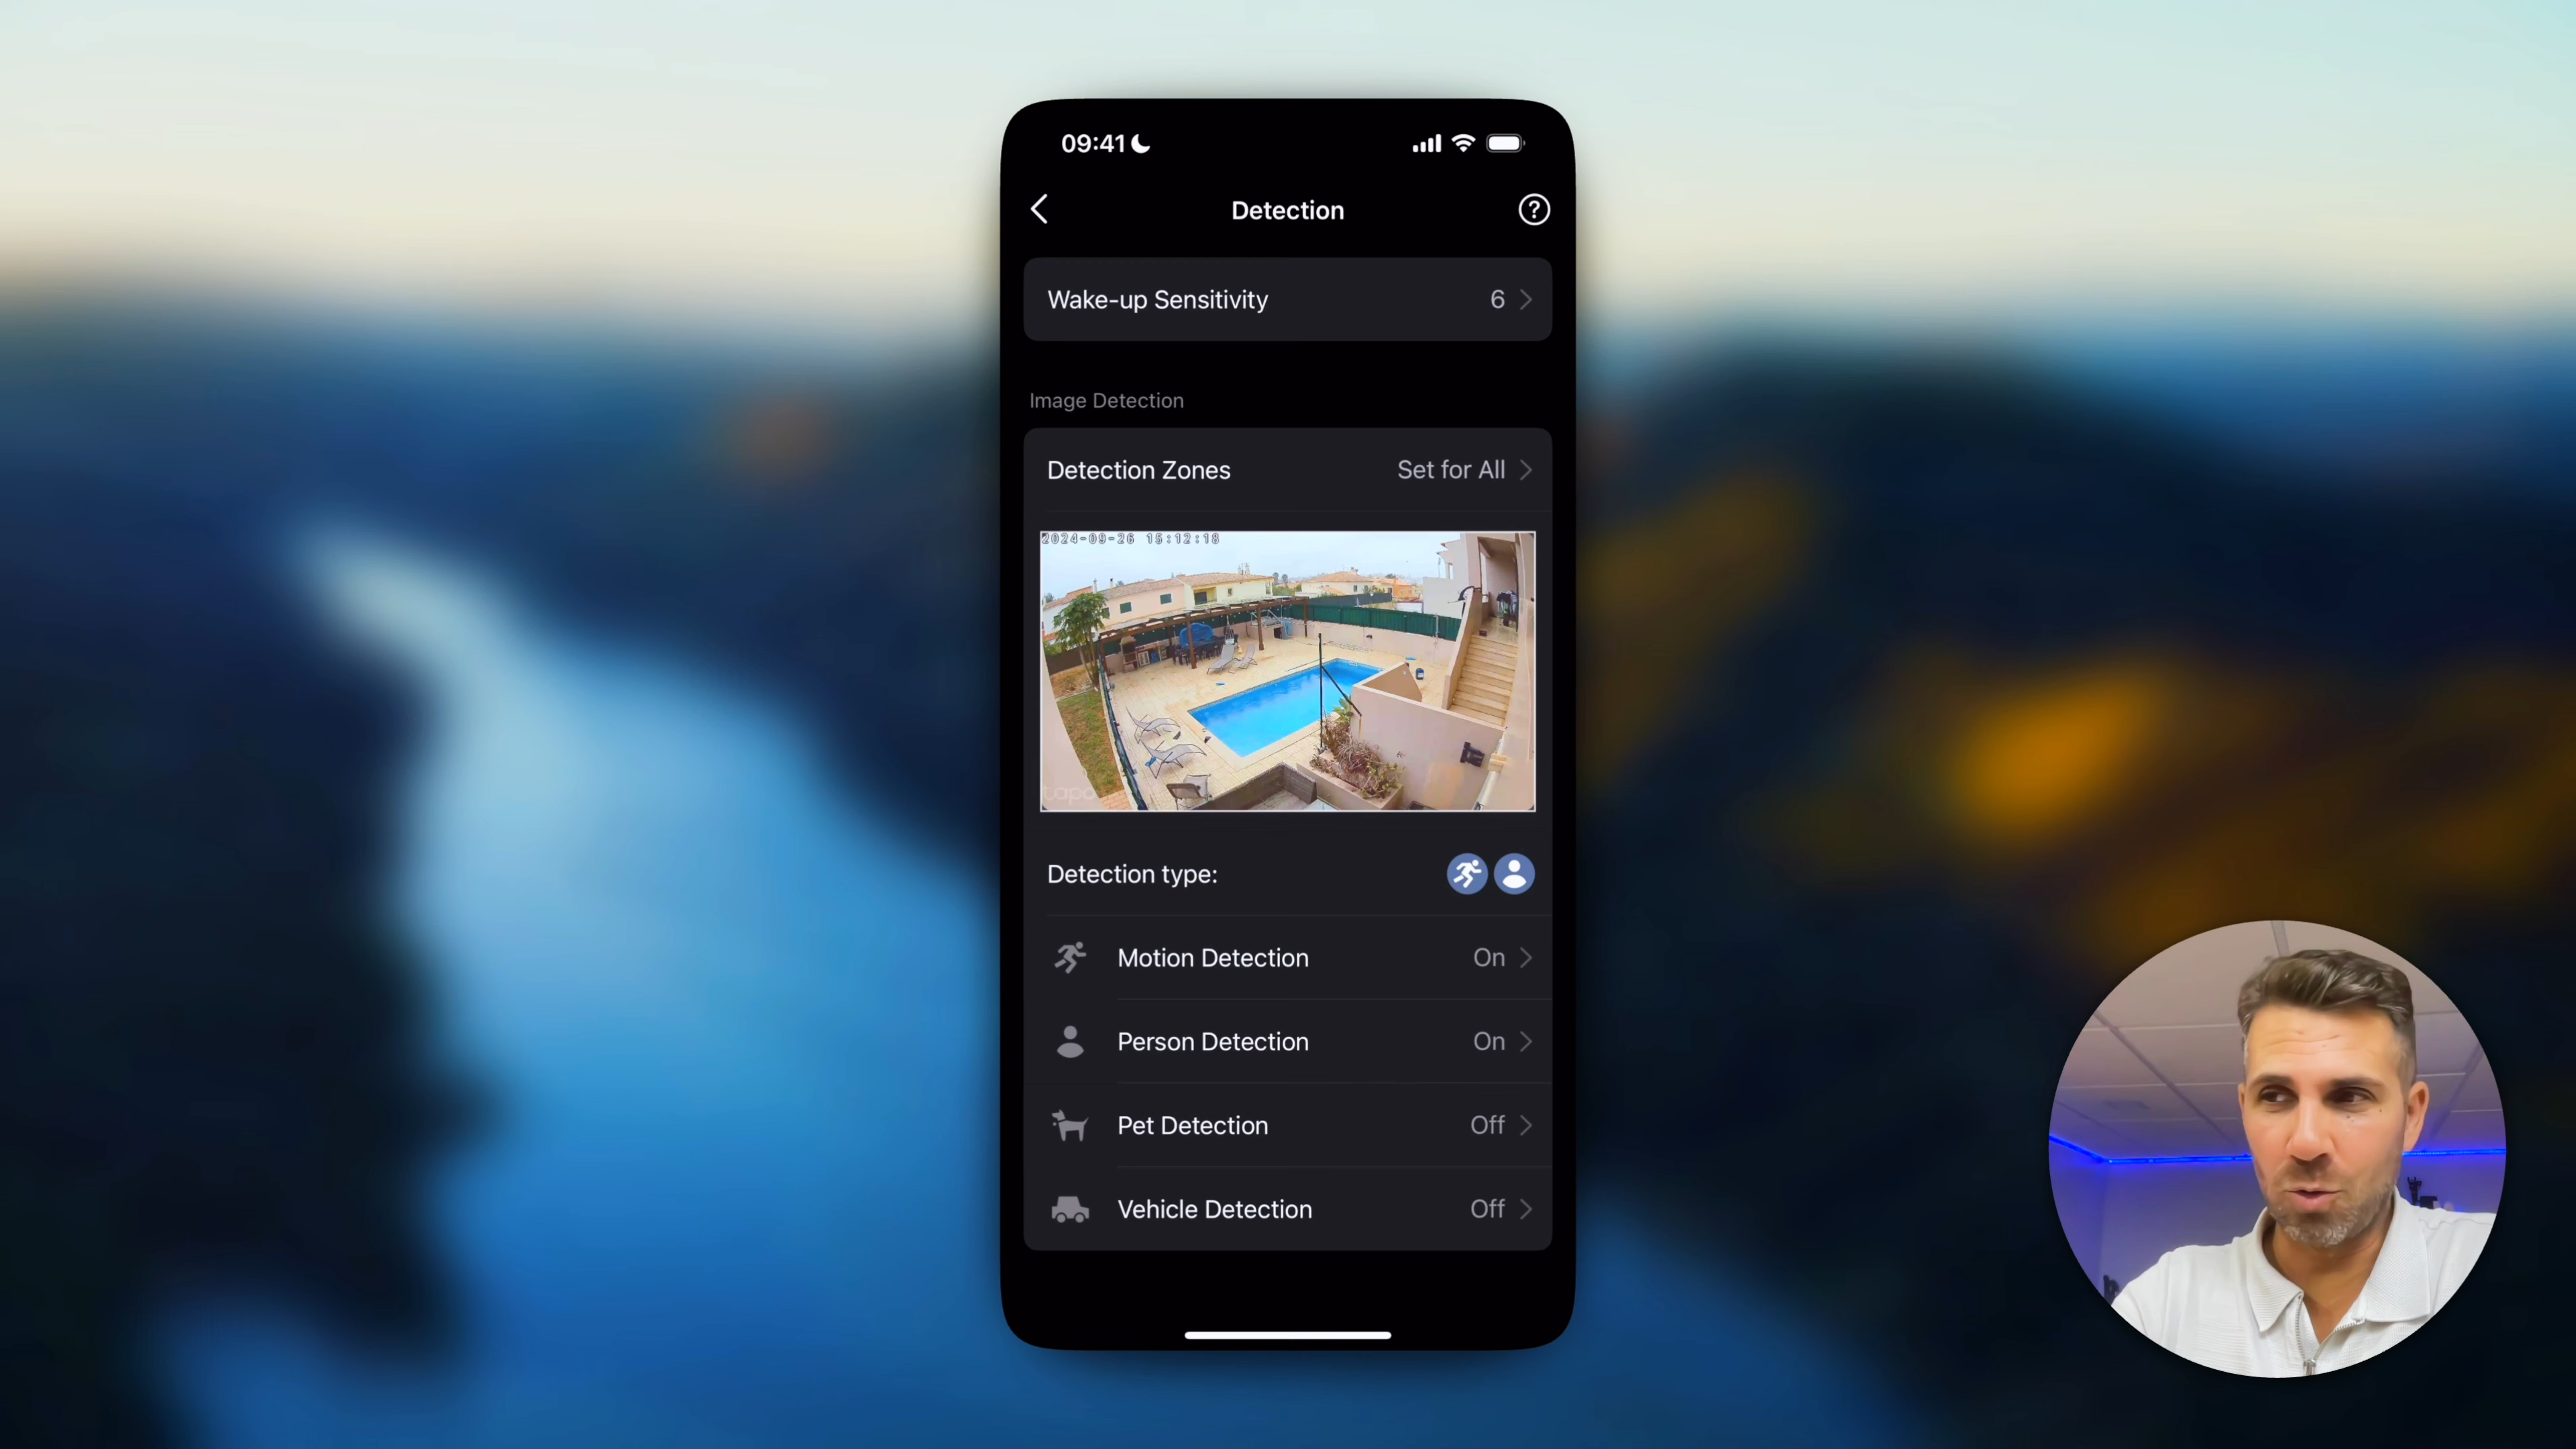 09:41
Detection
Wake-up Sensitivity 6
Image Detection
Detection Zones Set for All
2024-09-26 15:12:18
tapo
Detection type:
Motion Detection On
Person Detection On
Pet Detection Off
Vehicle Detection Off